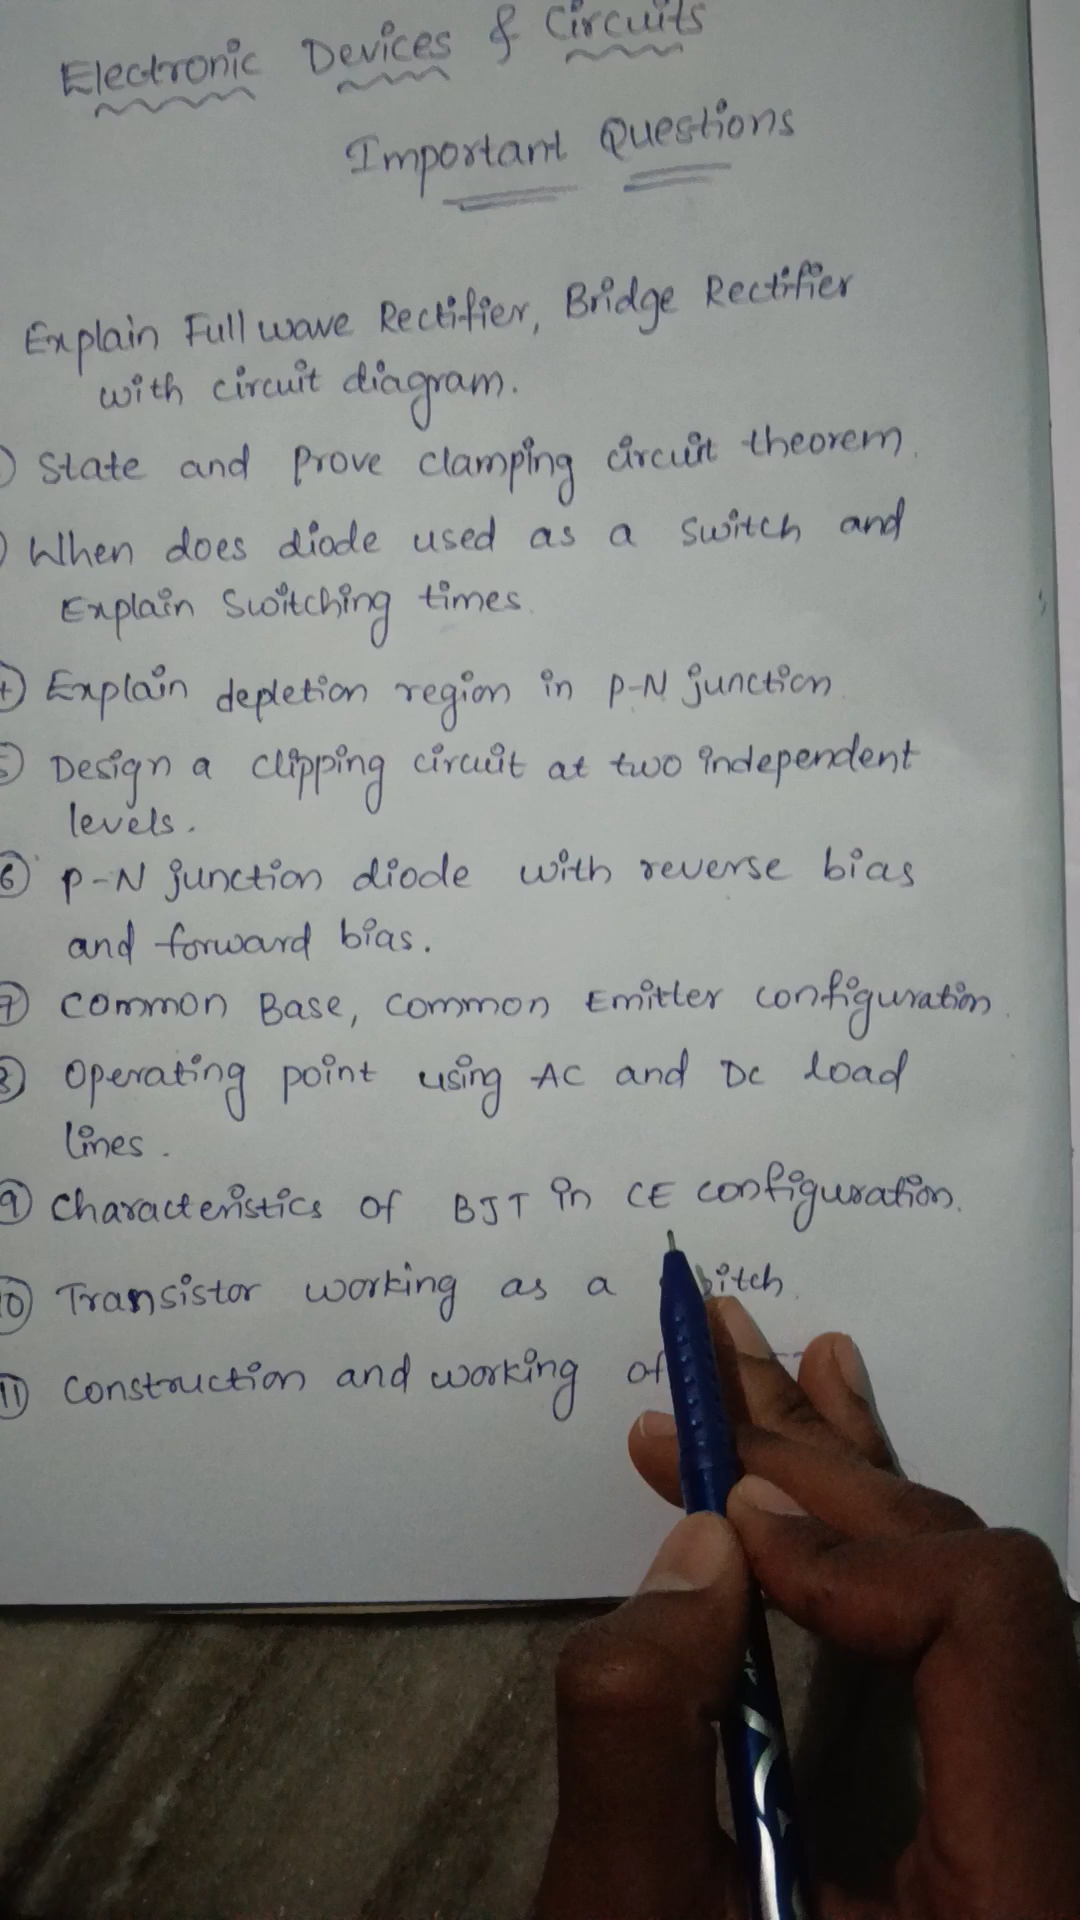 Electronic Devices & Circuits
Important Questions
Explain Full wave Rectifier, Bridge Rectifier
with circuit diagram.
) State and prove clamping circuit theorem.
) When does diode used as a switch and
Explain Switching times.
4) Explain depletion region in P-N junction
5) Design a clipping circuit at two independent
levels.
6) P-N junction diode with reverse bias
and forward bias.
7) Common Base, Common Emitter configuration.
8) Operating point using AC and DC load
lines.
9) Characteristics of BJT in CE configuration.
10) Transistor working as a
11) Construction and working of